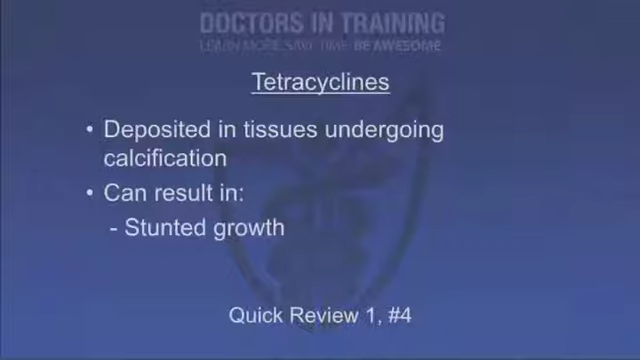 DOCTORS IN TRAINING
LEARN MORE. SAVE TIME. BE AWESOME.
Tetracyclines
• Deposited in tissues undergoing
calcification
• Can result in:
- Stunted growth
Quick Review 1, #4